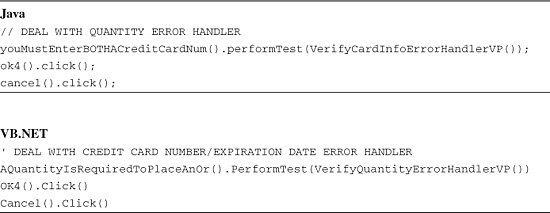 Java
// DEAL WITH QUANTITY ERROR HANDLER
youMustEnterBOTHACreditCardNum().performTest(VerifyCardInfoErrorHandlerVP());
ok4().click();
cancel().click();
VB.NET
' DEAL WITH CREDIT CARD NUMBER/EXPIRATION DATE ERROR HANDLER
AQuantityIsRequiredToPlaceAnOr().PerformTest(VerifyQuantityErrorHandlerVP())
OK4().Click()
Cancel().Click()